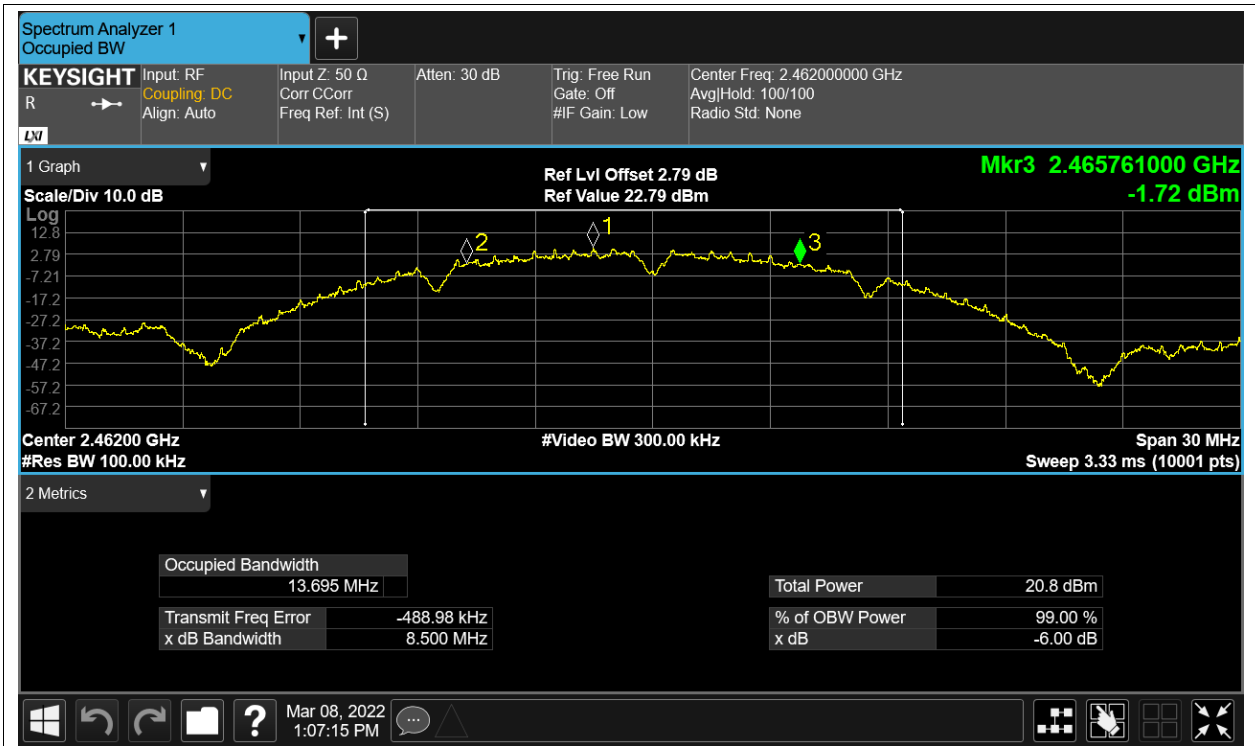 Spectrum Analyzer 1
Occupied BW
KEYSIGHT
R
LXI
Input: RF
Coupling: DC
Align: Auto
Input Z: 50 Ω
Corr CCorr
Freq Ref: Int (S)
Atten: 30 dB
Trig: Free Run
Gate: Off
#IF Gain: Low
Center Freq: 2.462000000 GHz
Avg|Hold: 100/100
Radio Std: None
1 Graph
Scale/Div 10.0 dB
Ref Lvl Offset 2.79 dB
Ref Value 22.79 dBm
Mkr3 2.465761000 GHz
-1.72 dBm
Log
12.8
2.79
-7.21
-17.2
-27.2
-37.2
-47.2
-57.2
-67.2
2
1
3
Center 2.46200 GHz
#Res BW 100.00 kHz
#Video BW 300.00 kHz
Span 30 MHz
Sweep 3.33 ms (10001 pts)
2 Metrics
Occupied Bandwidth
13.695 MHz
Transmit Freq Error -488.98 kHz
x dB Bandwidth 8.500 MHz
Total Power 20.8 dBm
% of OBW Power 99.00 %
x dB -6.00 dB
?
Mar 08, 2022
1:07:15 PM